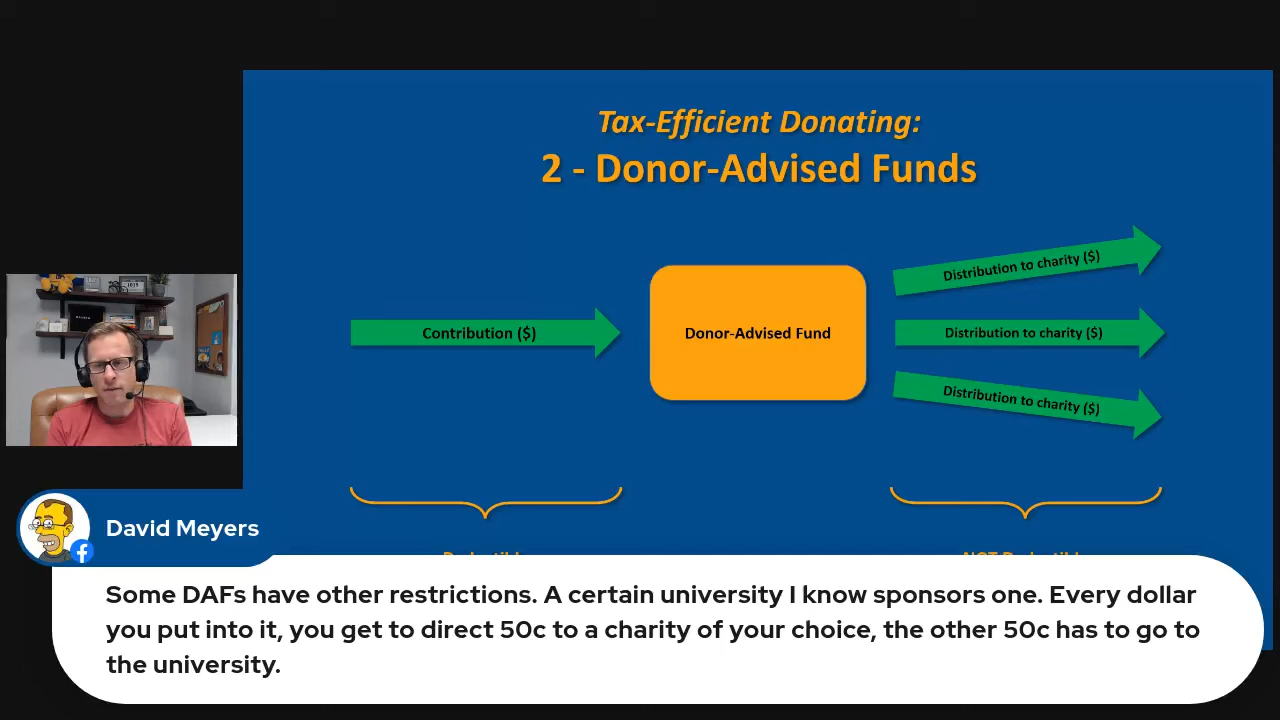 Tax-Efficient Donating:
2 - Donor-Advised Funds
Contribution ($)
Donor-Advised Fund
Distribution to charity ($)
Distribution to charity ($)
Distribution to charity ($)
David Meyers
Some DAFs have other restrictions. A certain university I know sponsors one. Every dollar
you put into it, you get to direct 50c to a charity of your choice, the other 50c has to go to
the university.